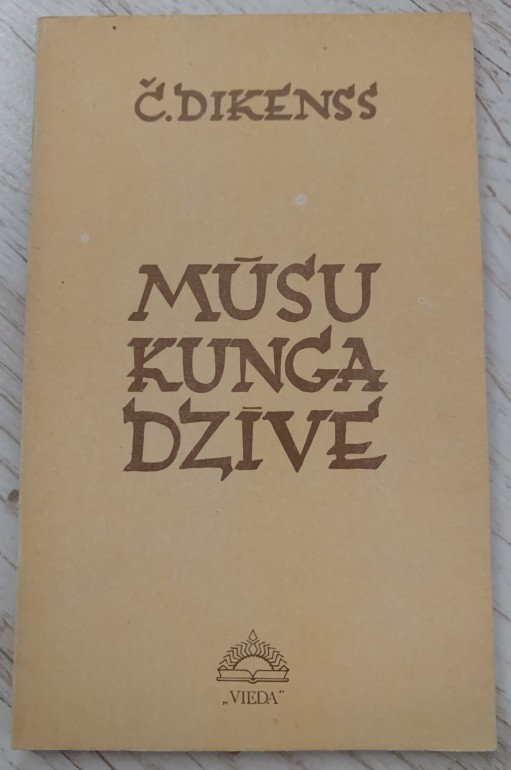 Č.DIKENSS
MŪSU
KUNGA
DZĪVE
„VIEDA”